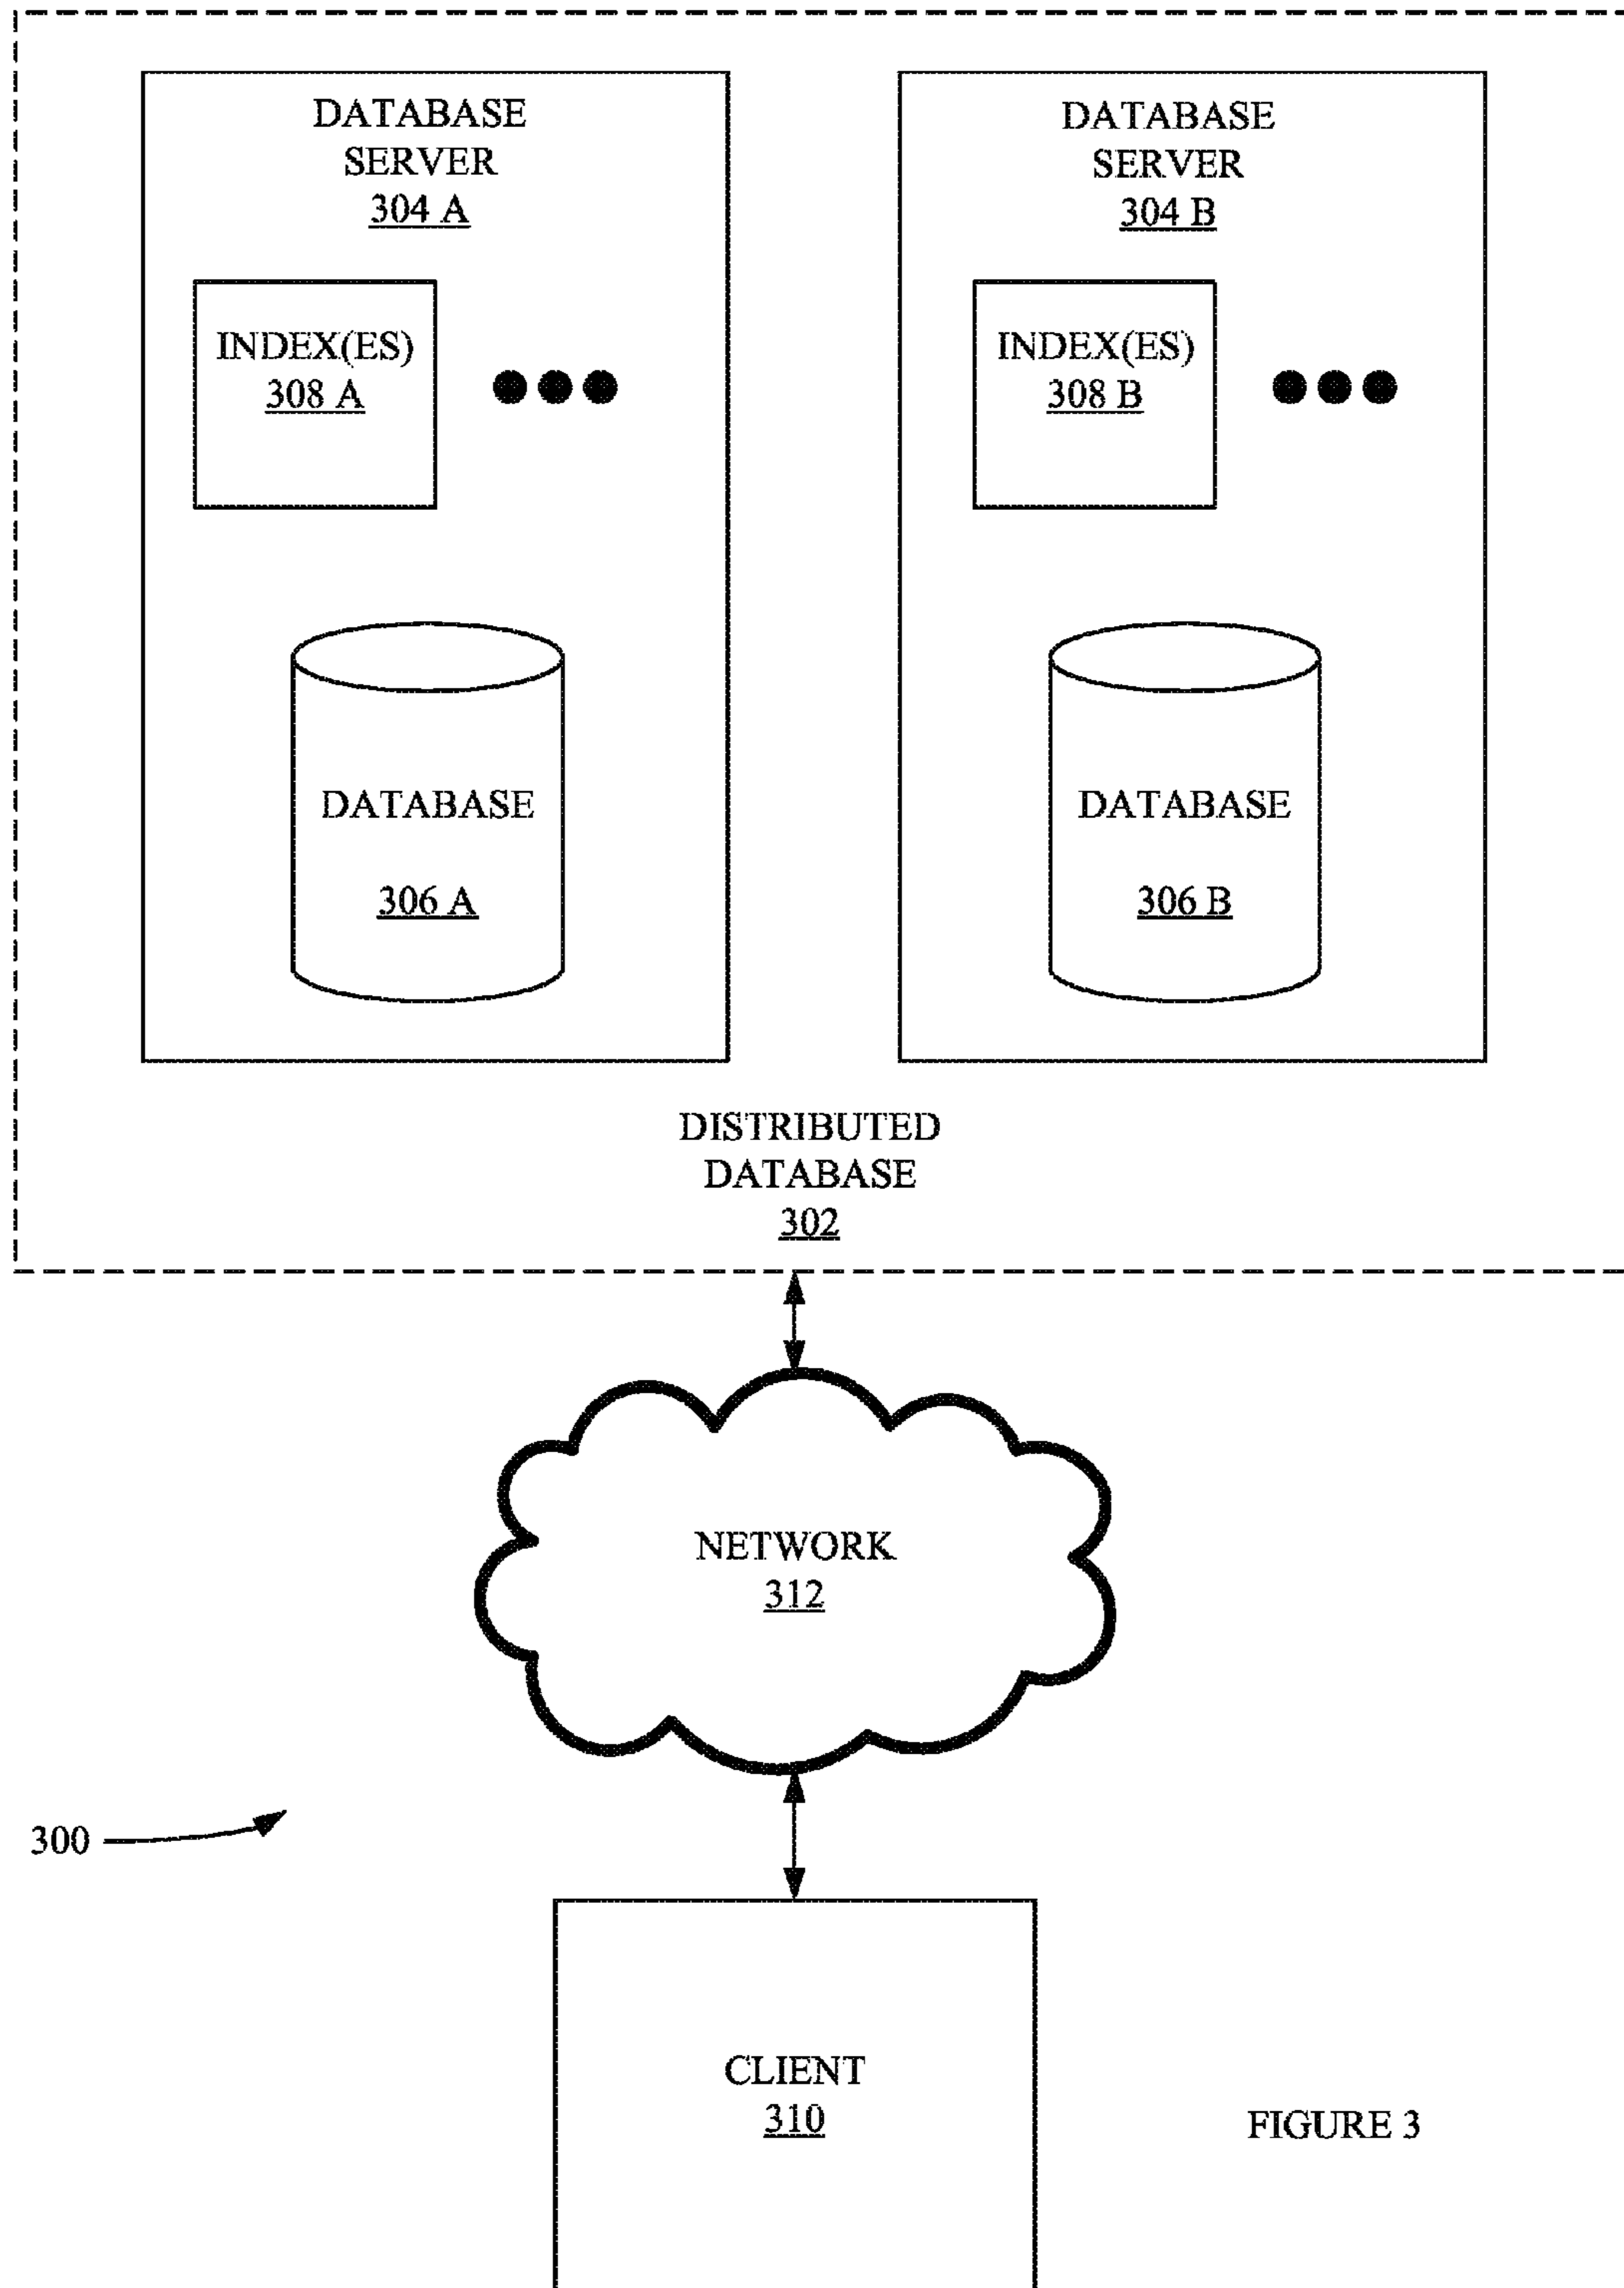 DATABASE
SERVER
304 A
INDEX(ES)
308 A
DATABASE
306 A
DATABASE
SERVER
304 B
INDEX(ES)
308 B
DATABASE
306 B
DISTRIBUTED
DATABASE
302
NETWORK
312
300
CLIENT
310
FIGURE 3